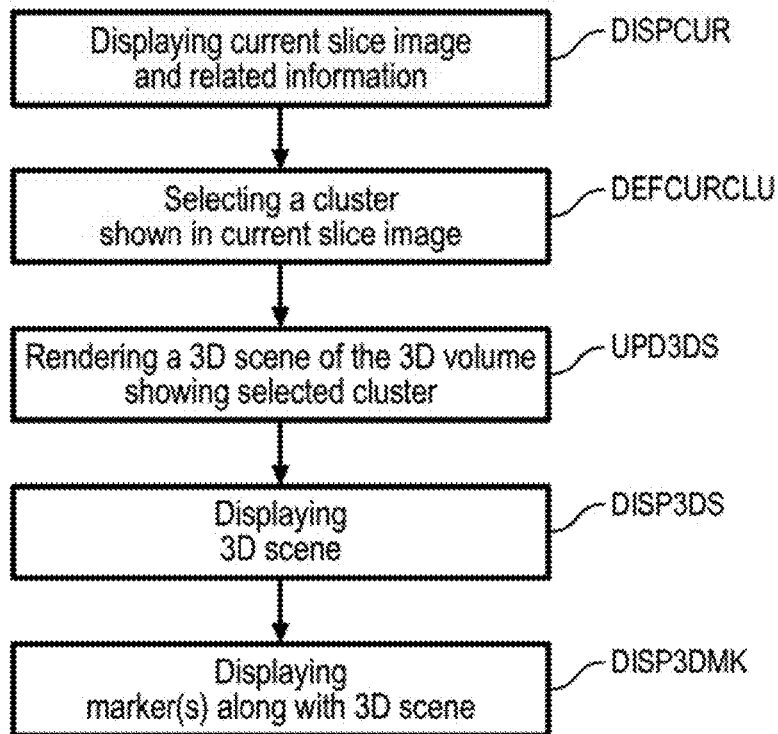 Displaying current slice image
and related information
DISPCUR
Selecting a cluster
shown in current slice image
DEFCURCLU
Rendering a 3D scene of the 3D volume
showing selected cluster
UPD3DS
Displaying
3D scene
DISP3DS
Displaying
marker(s) along with 3D scene
DISP3DMK